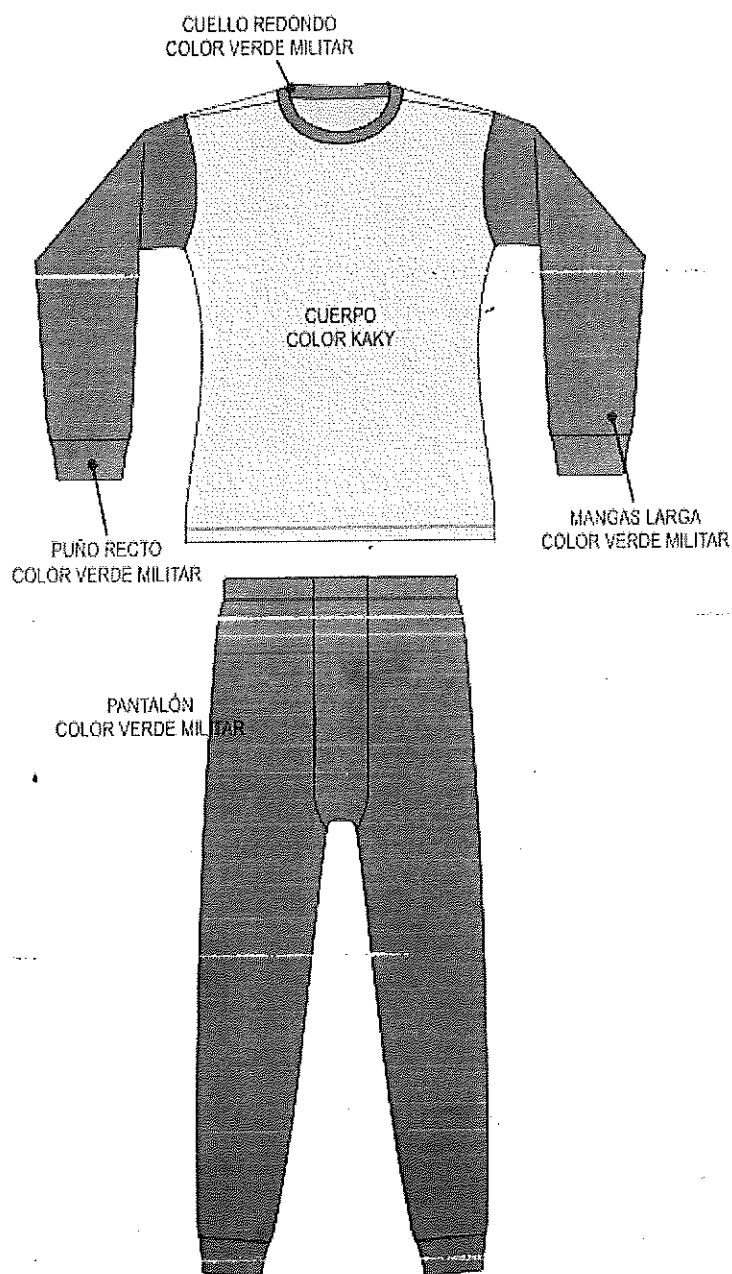 CUELLO REDONDO
COLOR VERDE MILITAR
CUERPO
COLOR KAKY
MANGAS LARGA
COLOR VERDE MILITAR
PUÑO RECTO
COLOR VERDE MILITAR
PANTALÓN
COLOR VERDE MILITAR